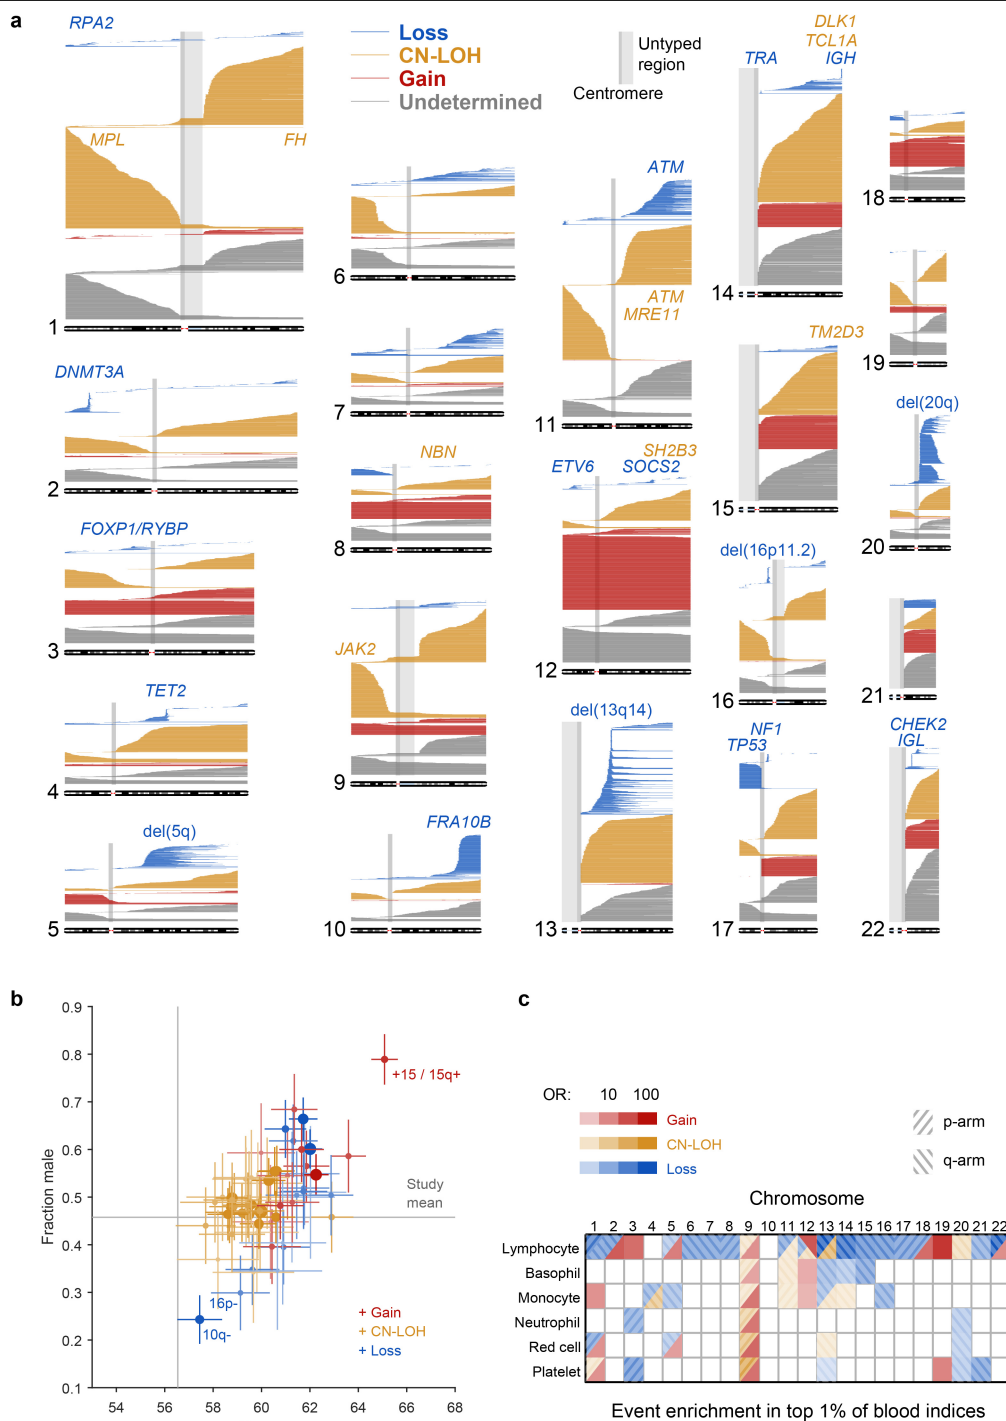 a
RPA2
MPL
FH
1
Loss
CN-LOH
Gain
Undetermined
Untyped
region
Centromere
DLK1
TCL1A
TRA
IGH
14
18
6
ATM
ATM
MRE11
11
19
DNMT3A
2
7
TM2D3
15
del(20q)
20
NBN
8
SH2B3
ETV6
SOCS2
12
FOXP1/RYBP
3
del(16p11.2)
16
21
JAK2
9
TET2
4
del(13q14)
13
NF1
TP53
17
CHEK2
IGL
22
del(5q)
5
FRA10B
10
b
Fraction male
0.9
0.8
0.7
0.6
0.5
0.4
0.3
0.2
0.1
54
56
58
60
62
64
66
68
+15 / 15q+
Study
mean
16p-
10q-
+ Gain
+ CN-LOH
+ Loss
c
OR: 10 100
Gain
CN-LOH
Loss
p-arm
q-arm
Chromosome
1 2 3 4 5 6 7 8 9 10 11 12 13 14 15 16 17 18 19 20 21 22
Lymphocyte
Basophil
Monocyte
Neutrophil
Red cell
Platelet
Event enrichment in top 1% of blood indices